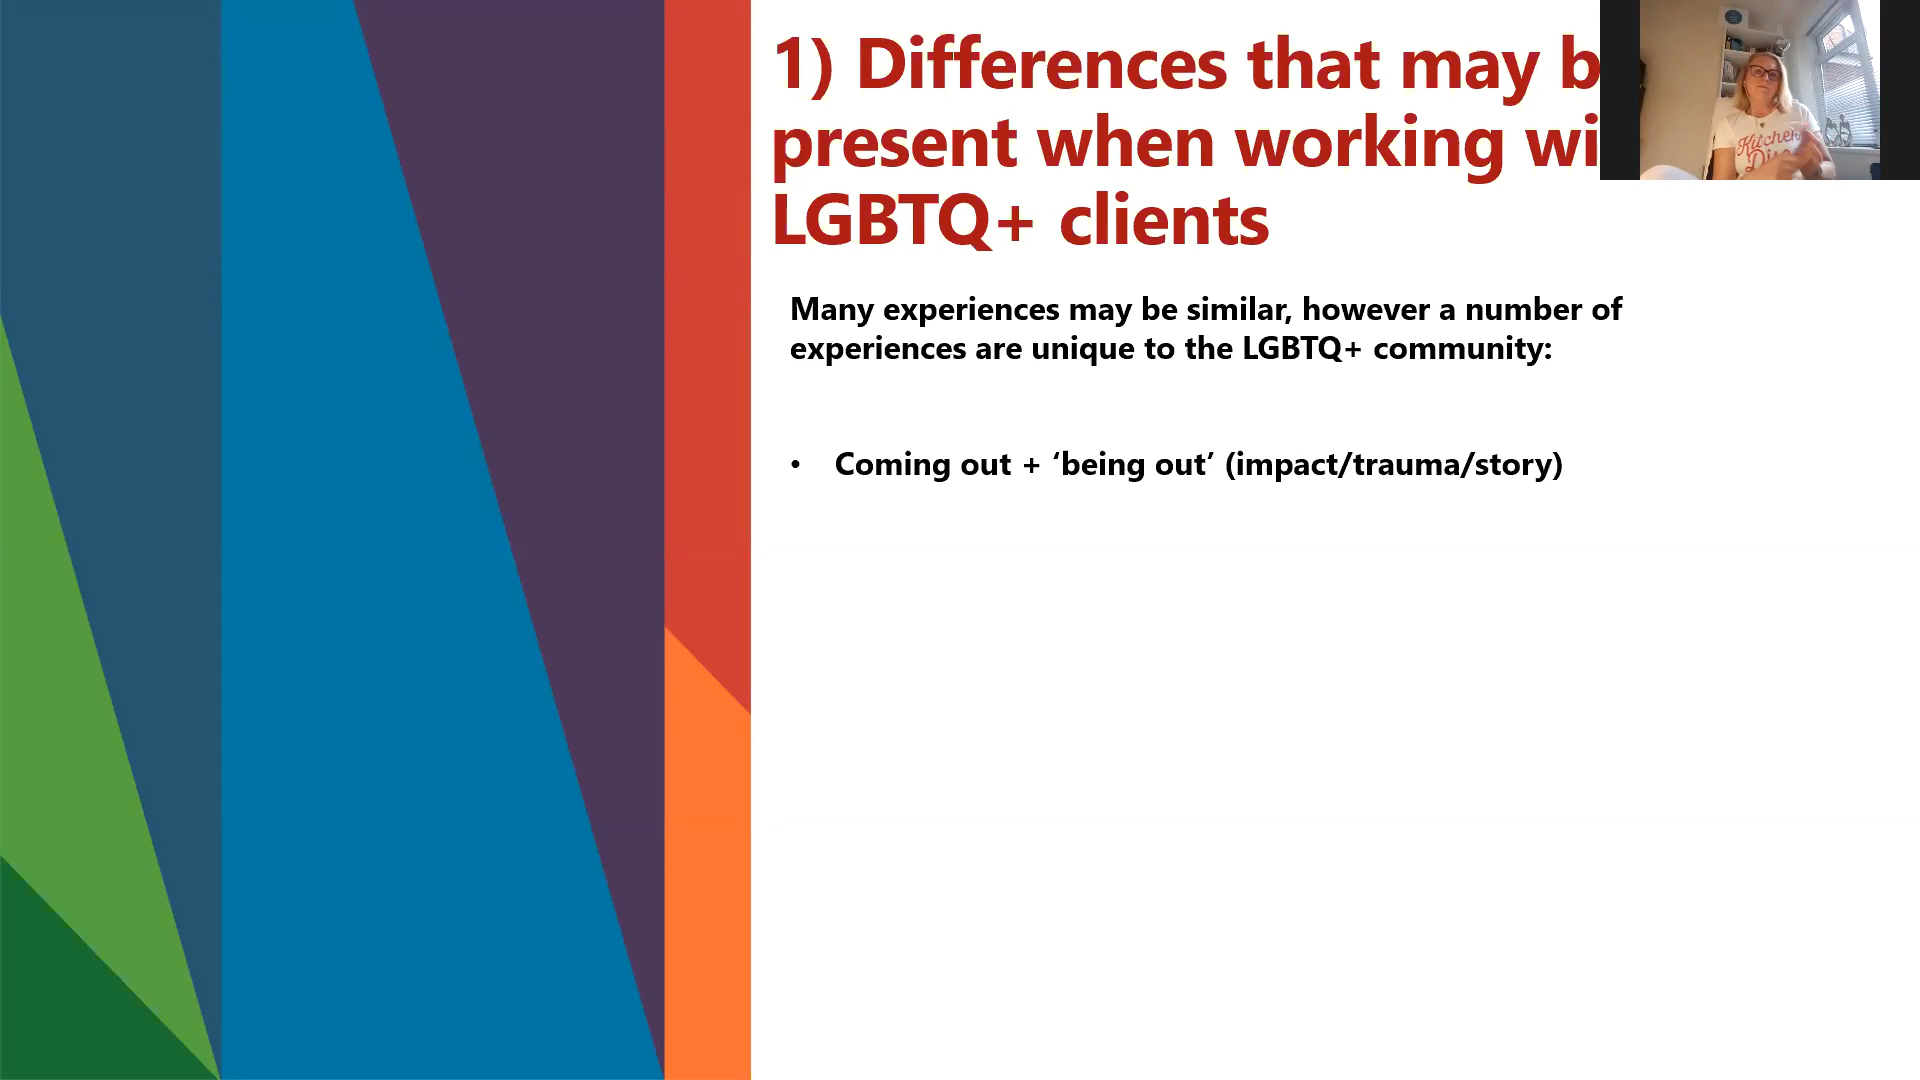 1) Differences that may b
present when working wi
LGBTQ+ clients
Kitchen
Many experiences may be similar, however a number of
experiences are unique to the LGBTQ+ community:
• Coming out + ‘being out’ (impact/trauma/story)